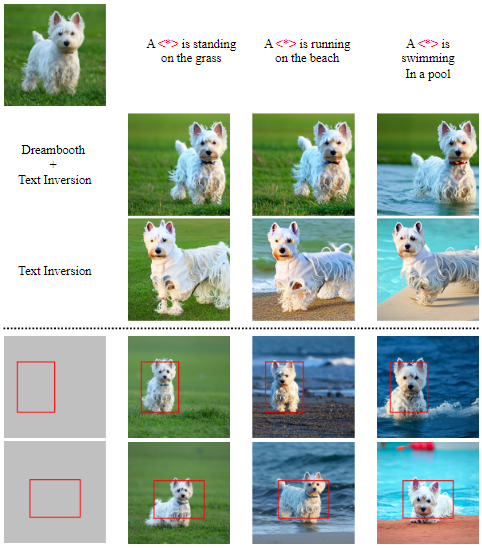 A <*> is standing
on the grass
A <*> is running
on the beach
A <*> is
swimming
In a pool
Dreambooth
+
Text Inversion
Text Inversion